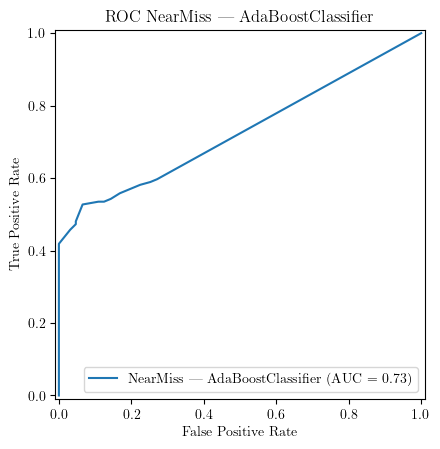 ROC NearMiss — AdaBoostClassifier
1.0
0.8
0.6
0.4
0.2
0.0
True Positive Rate
NearMiss — AdaBoostClassifier (AUC = 0.73)
0.0 0.2 0.4 0.6 0.8 1.0
False Positive Rate